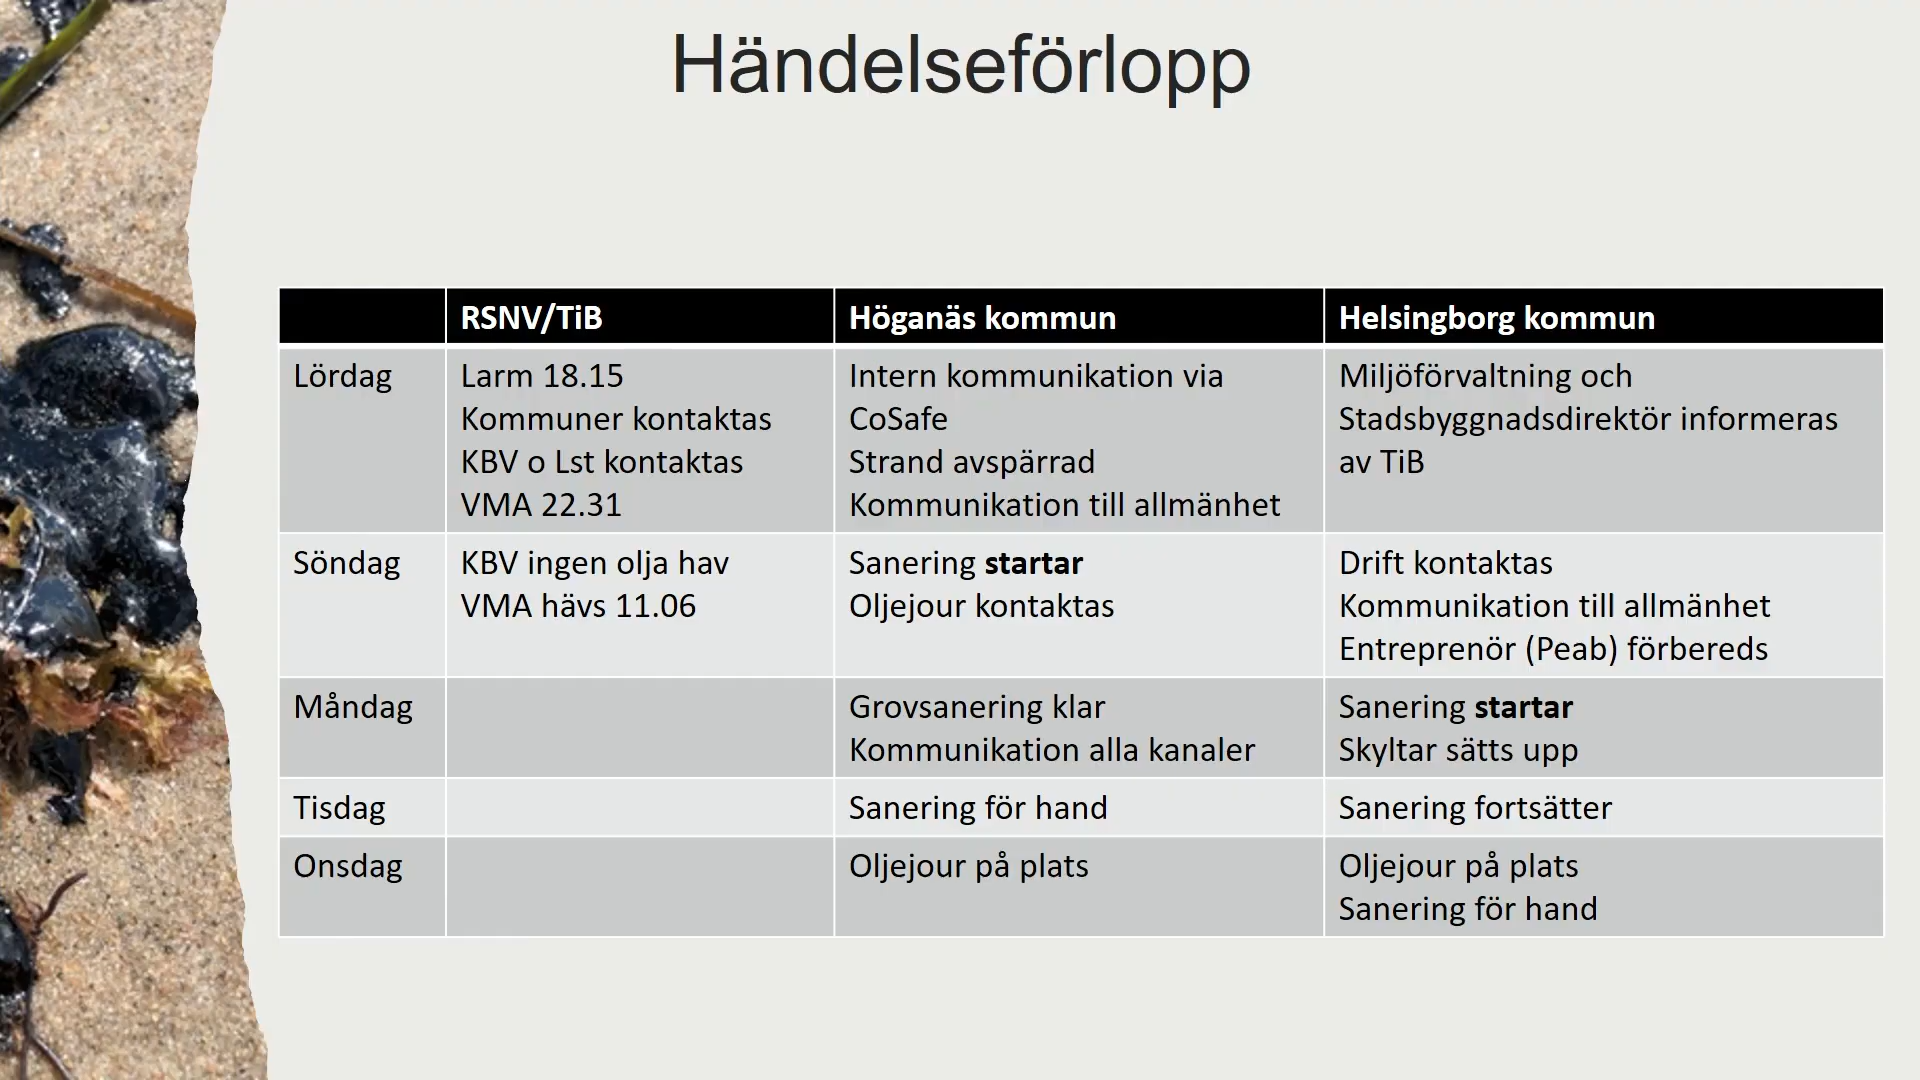 Händelseförlopp
RSNV/TiB
Höganäs kommun
Helsingborg kommun
Lördag
Larm 18.15
Kommuner kontaktas
KBV o Lst kontaktas
VMA 22.31
Intern kommunikation via
CoSafe
Strand avspärrad
Kommunikation till allmänhet
Miljöförvaltning och
Stadsbyggnadsdirektör informeras
av TiB
Söndag
KBV ingen olja hav
VMA hävs 11.06
Sanering startar
Oljejour kontaktas
Drift kontaktas
Kommunikation till allmänhet
Entreprenör (Peab) förbereds
Måndag
Grovsanering klar
Kommunikation alla kanaler
Sanering startar
Skyltar sätts upp
Tisdag
Sanering för hand
Sanering fortsätter
Onsdag
Oljejour på plats
Oljejour på plats
Sanering för hand